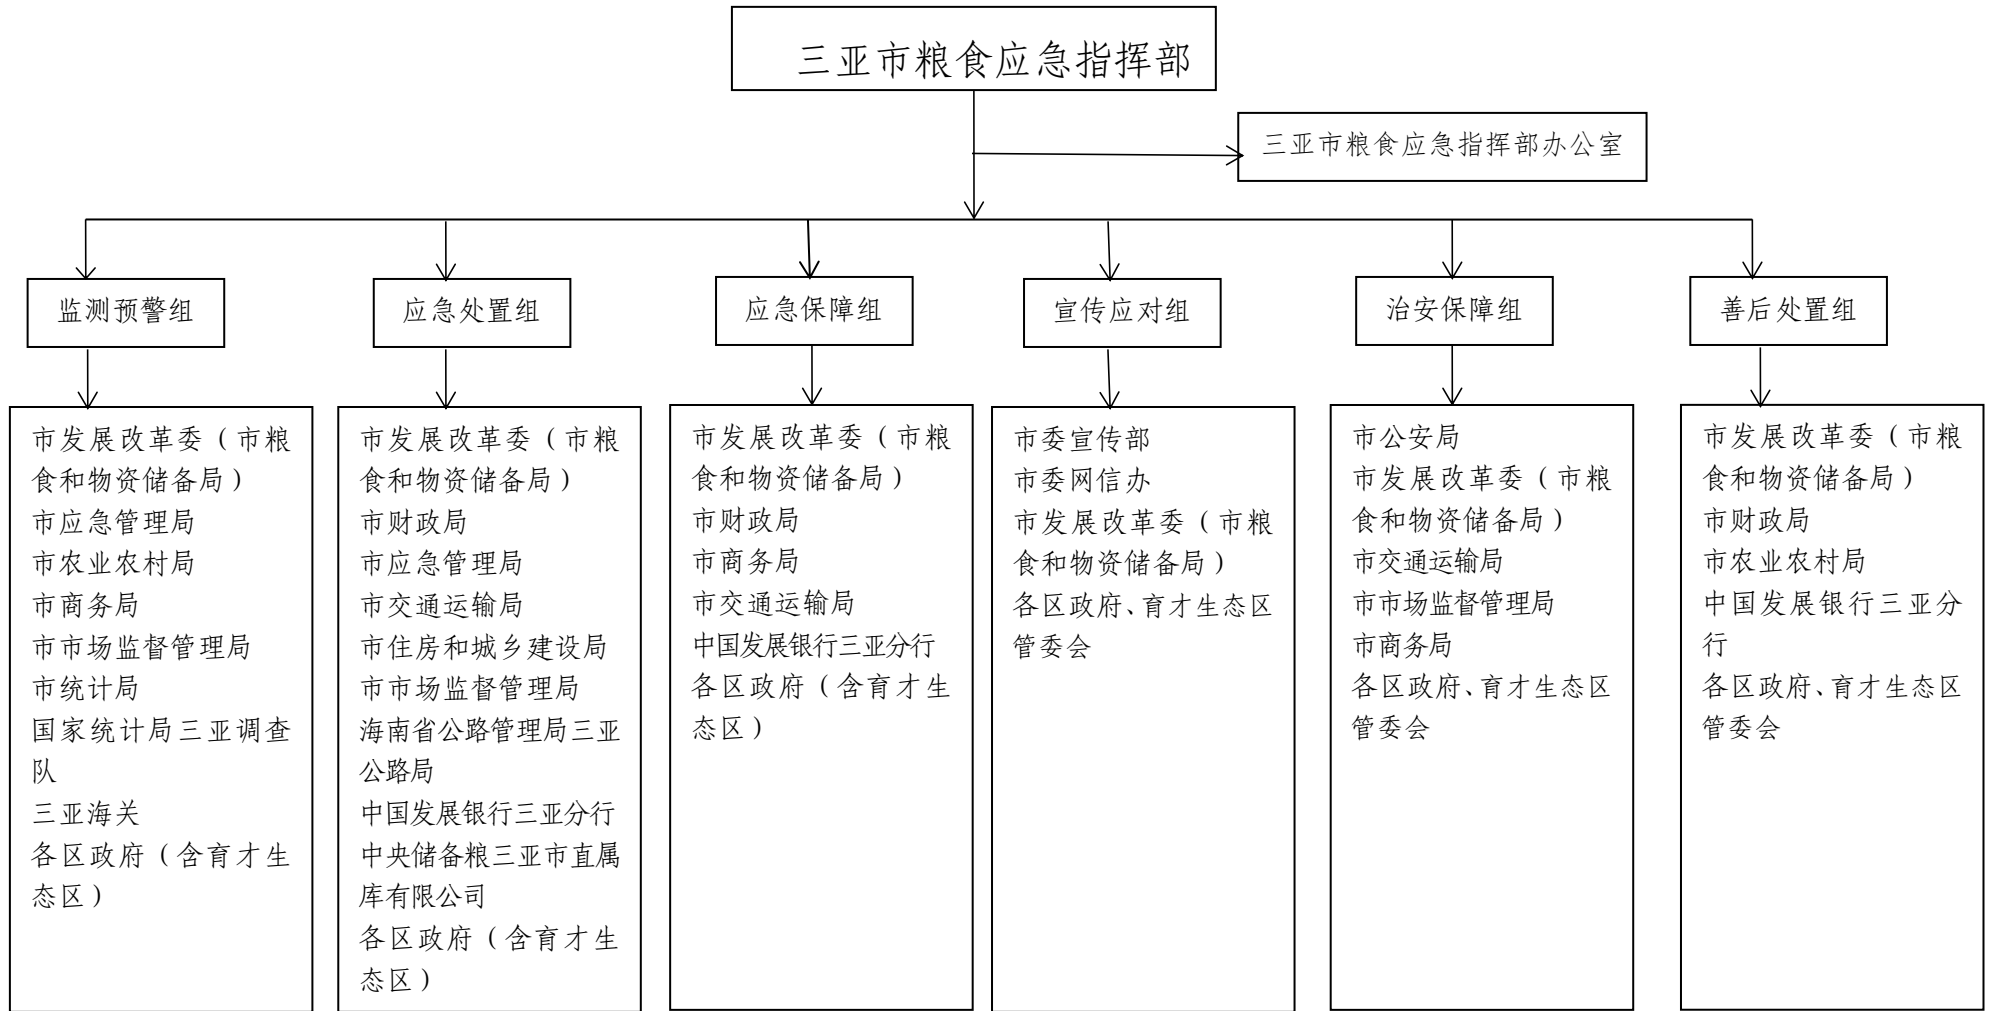 三亚市粮食应急指挥部
三亚市粮食应急指挥部办公室
监测预警组
应急处置组
应急保障组
宣传应对组
治安保障组
善后处置组
市发展改革委（市粮
食和物资储备局）
市应急管理局
市农业农村局
市商务局
市市场监督管理局
市统计局
国家统计局三亚调查
队
三亚海关
各区政府（含育才生
态区）
市发展改革委（市粮
食和物资储备局）
市财政局
市应急管理局
市交通运输局
市住房和城乡建设局
市市场监督管理局
海南省公路管理局三亚
公路局
中国发展银行三亚分行
中央储备粮三亚市直属
库有限公司
各区政府（含育才生
态区）
市发展改革委（市粮
食和物资储备局）
市财政局
市商务局
市交通运输局
中国发展银行三亚分行
各区政府（含育才生
态区）
市委宣传部
市委网信办
市发展改革委（市粮
食和物资储备局）
各区政府、育才生态区
管委会
市公安局
市发展改革委（市粮
食和物资储备局）
市交通运输局
市市场监督管理局
市商务局
各区政府、育才生态区
管委会
市发展改革委（市粮
食和物资储备局）
市财政局
市农业农村局
中国发展银行三亚分
行
各区政府、育才生态区
管委会